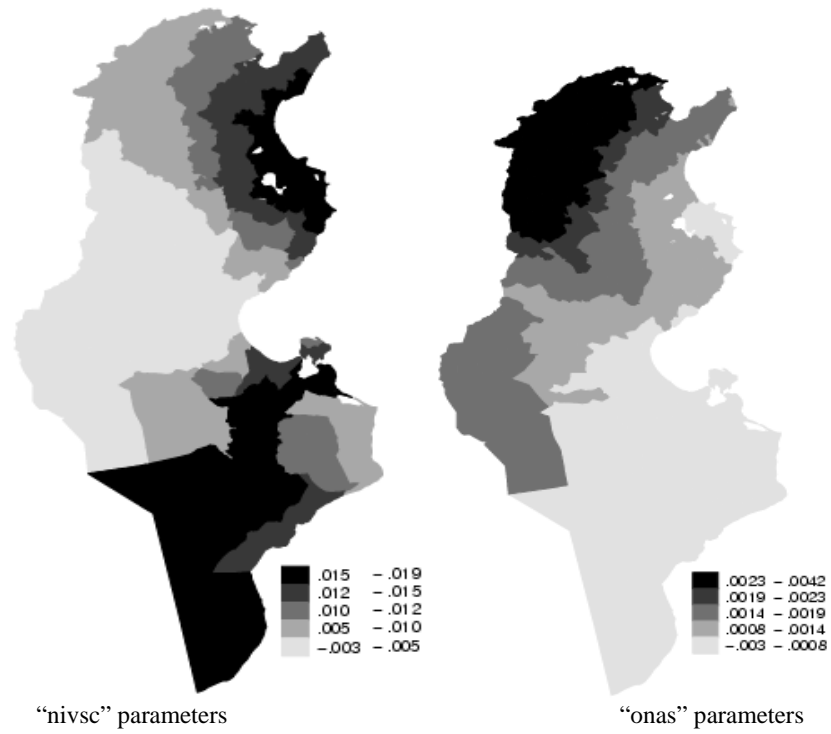 .015 - .019
.012 - .015
.010 - .012
.005 - .010
-.003 - .005
.0023 - .0042
.0019 - .0023
.0014 - .0019
.0008 - .0014
-.003 - .0008
“nivsc” parameters
“onas” parameters